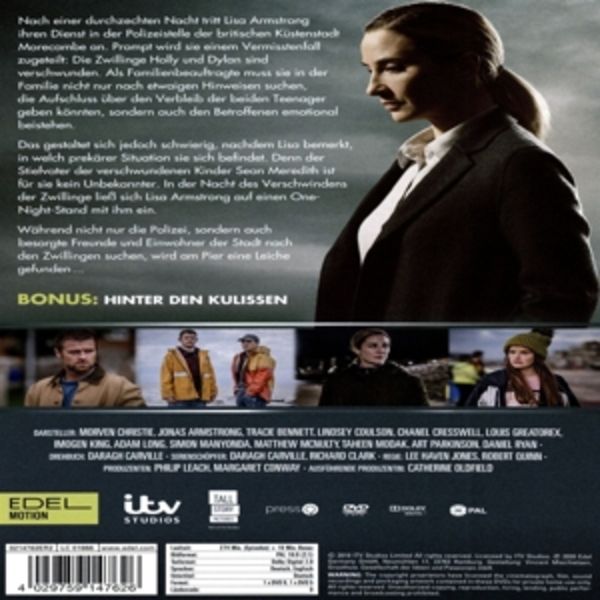 Nach einer durchzechten Nacht tritt Lisa Armstrong
ihren Dienst in der Polizeistelle der britischen Küstenstadt
Morecambe an. Prompt wird sie einem Vermisstenfall
zugeteilt: Die Zwillinge Holly und Dylan sind
verschwunden. Als Familienbeauftragte muss sie in der
Familie nicht nur nach etwaigen Hinweisen suchen,
die Aufschluss über den Verbleib der beiden Teenager
geben könnten, sondern auch den Betroffenen emotional
beistehen.
Das gestaltet sich jedoch schwierig, nachdem Lisa bemerkt,
in welch prekärer Situation sie sich befindet. Denn der
Stiefvater der verschwundenen Kinder Sean Meredith ist
für sie kein Unbekannter. In der Nacht des Verschwindens
der Zwillinge ließ sich Lisa Armstrong auf einen One-
Night-Stand mit ihm ein.
Während nicht nur die Polizei, sondern auch
besorgte Freunde und Einwohner der Stadt nach
den Zwillingen suchen, wird am Pier eine Leiche
gefunden ...
BONUS: HINTER DEN KULISSEN
DARSTELLER: MORVEN CHRISTIE, JONAS ARMSTRONG, TRACIE BENNETT, LINDSEY COULSON, CHANEL CRESSWELL, LOUIS GREATOREX,
IMOGEN KING, ADAM LONG, SIMON MANYONDA, MATTHEW MCNULTY, TAHEEN MODAK, ART PARKINSON, DANIEL RYAN -
DREHBUCH: DARAGH CARVILLE - SERIENSCHÖPFER: DARAGH CARVILLE, RICHARD CLARK - REGIE: LEE HAVEN JONES, ROBERT QUINN -
PRODUZENTEN: PHILIP LEACH, MARGARET CONWAY - AUSFÜHRENDE PRODUZENTIN: CATHERINE OLDFIELD
EDEL
MOTION
itv
STUDIOS
TALL
STORY
press
DVD
DOLBY
PAL
www.edel.com
4 029759 147626